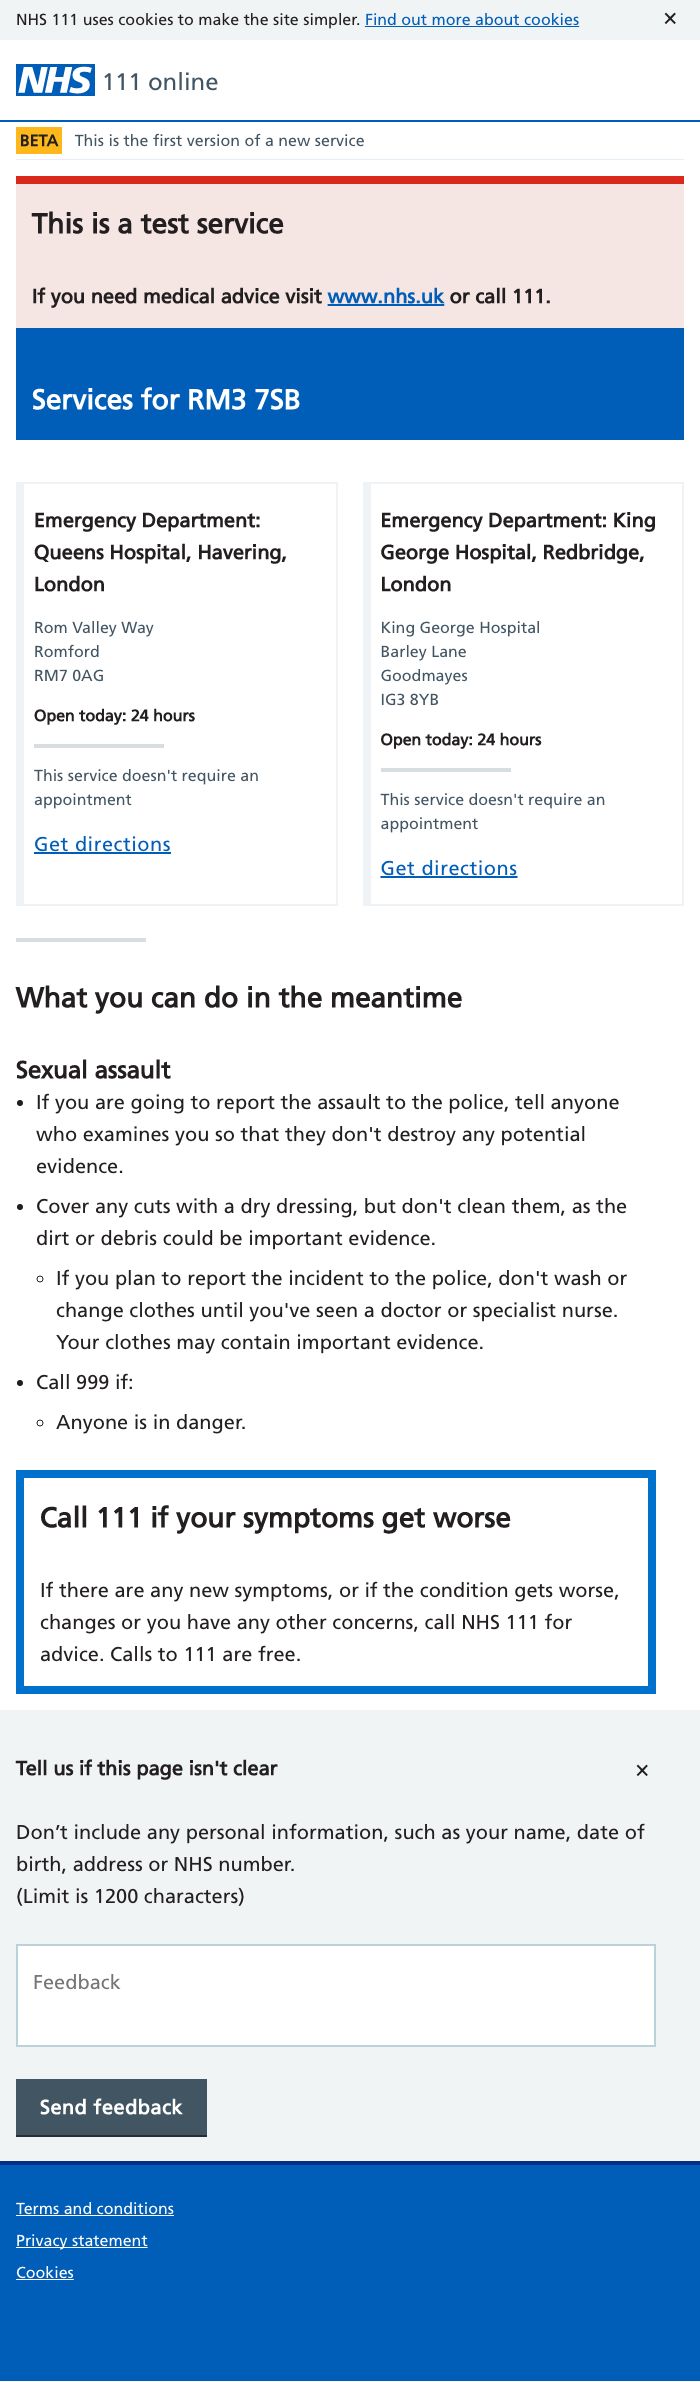 NHS 111 uses cookies to make the site simpler. Find out more about cookies ✕
NHS 111 online
BETA This is the first version of a new service
This is a test service
If you need medical advice visit www.nhs.uk or call 111.
Services for RM3 7SB
Emergency Department:
Queens Hospital, Havering,
London
Rom Valley Way
Romford
RM7 0AG
Open today: 24 hours
This service doesn't require an
appointment
Get directions
Emergency Department: King
George Hospital, Redbridge,
London
King George Hospital
Barley Lane
Goodmayes
IG3 8YB
Open today: 24 hours
This service doesn't require an
appointment
Get directions
What you can do in the meantime
Sexual assault
• If you are going to report the assault to the police, tell anyone
who examines you so that they don't destroy any potential
evidence.
• Cover any cuts with a dry dressing, but don't clean them, as the
dirt or debris could be important evidence.
◦ If you plan to report the incident to the police, don't wash or
change clothes until you've seen a doctor or specialist nurse.
Your clothes may contain important evidence.
• Call 999 if:
◦ Anyone is in danger.
Call 111 if your symptoms get worse
If there are any new symptoms, or if the condition gets worse,
changes or you have any other concerns, call NHS 111 for
advice. Calls to 111 are free.
Tell us if this page isn't clear ✕
Don’t include any personal information, such as your name, date of
birth, address or NHS number.
(Limit is 1200 characters)
Feedback
Send feedback
Terms and conditions
Privacy statement
Cookies